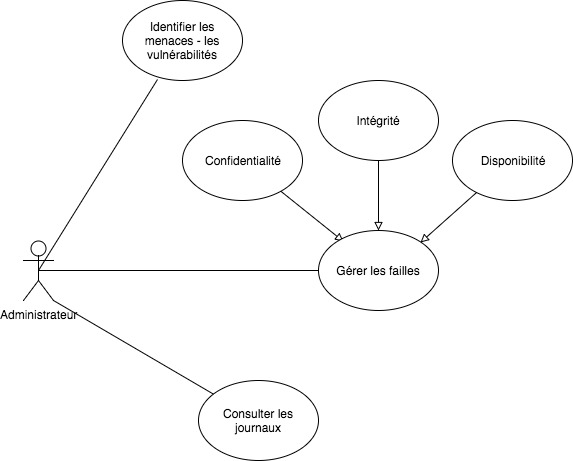 Identifier les
menaces - les
vulnérabilités
Intégrité
Confidentialité
Disponibilité
Gérer les failles
Administrateur
Consulter les
journaux